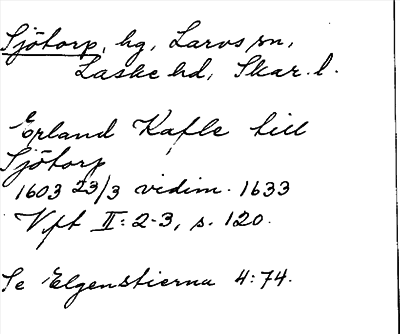 Sjötorp, hg, Larvs sn,
Laske hd, Skar. l.
Erland Kafle till
Sjötorp
1603 23/3 vidim. 1633
Vft II: 2-3, s. 120.
Se Elgenstierna 4:74.